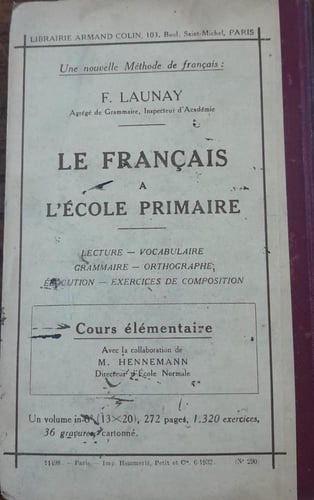 LIBRAIRIE ARMAND COLIN, 103, Boul. Saint-Michel, PARIS
Une nouvelle Méthode de français :
F. LAUNAY
Agrégé de Grammaire, Inspecteur d'Académie
LE FRANÇAIS
A
L'ÉCOLE PRIMAIRE
LECTURE — VOCABULAIRE
GRAMMAIRE — ORTHOGRAPHE
ÉLOCUTION — EXERCICES DE COMPOSITION
Cours élémentaire
Avec la collaboration de
M. HENNEMANN
Directeur d'École Normale
Un volume in-8° (13×20), 272 pages, 1.320 exercices,
36 gravures, cartonné.
— Paris. — Imp. Hemmerlé, Petit et Cie. (N° 290)